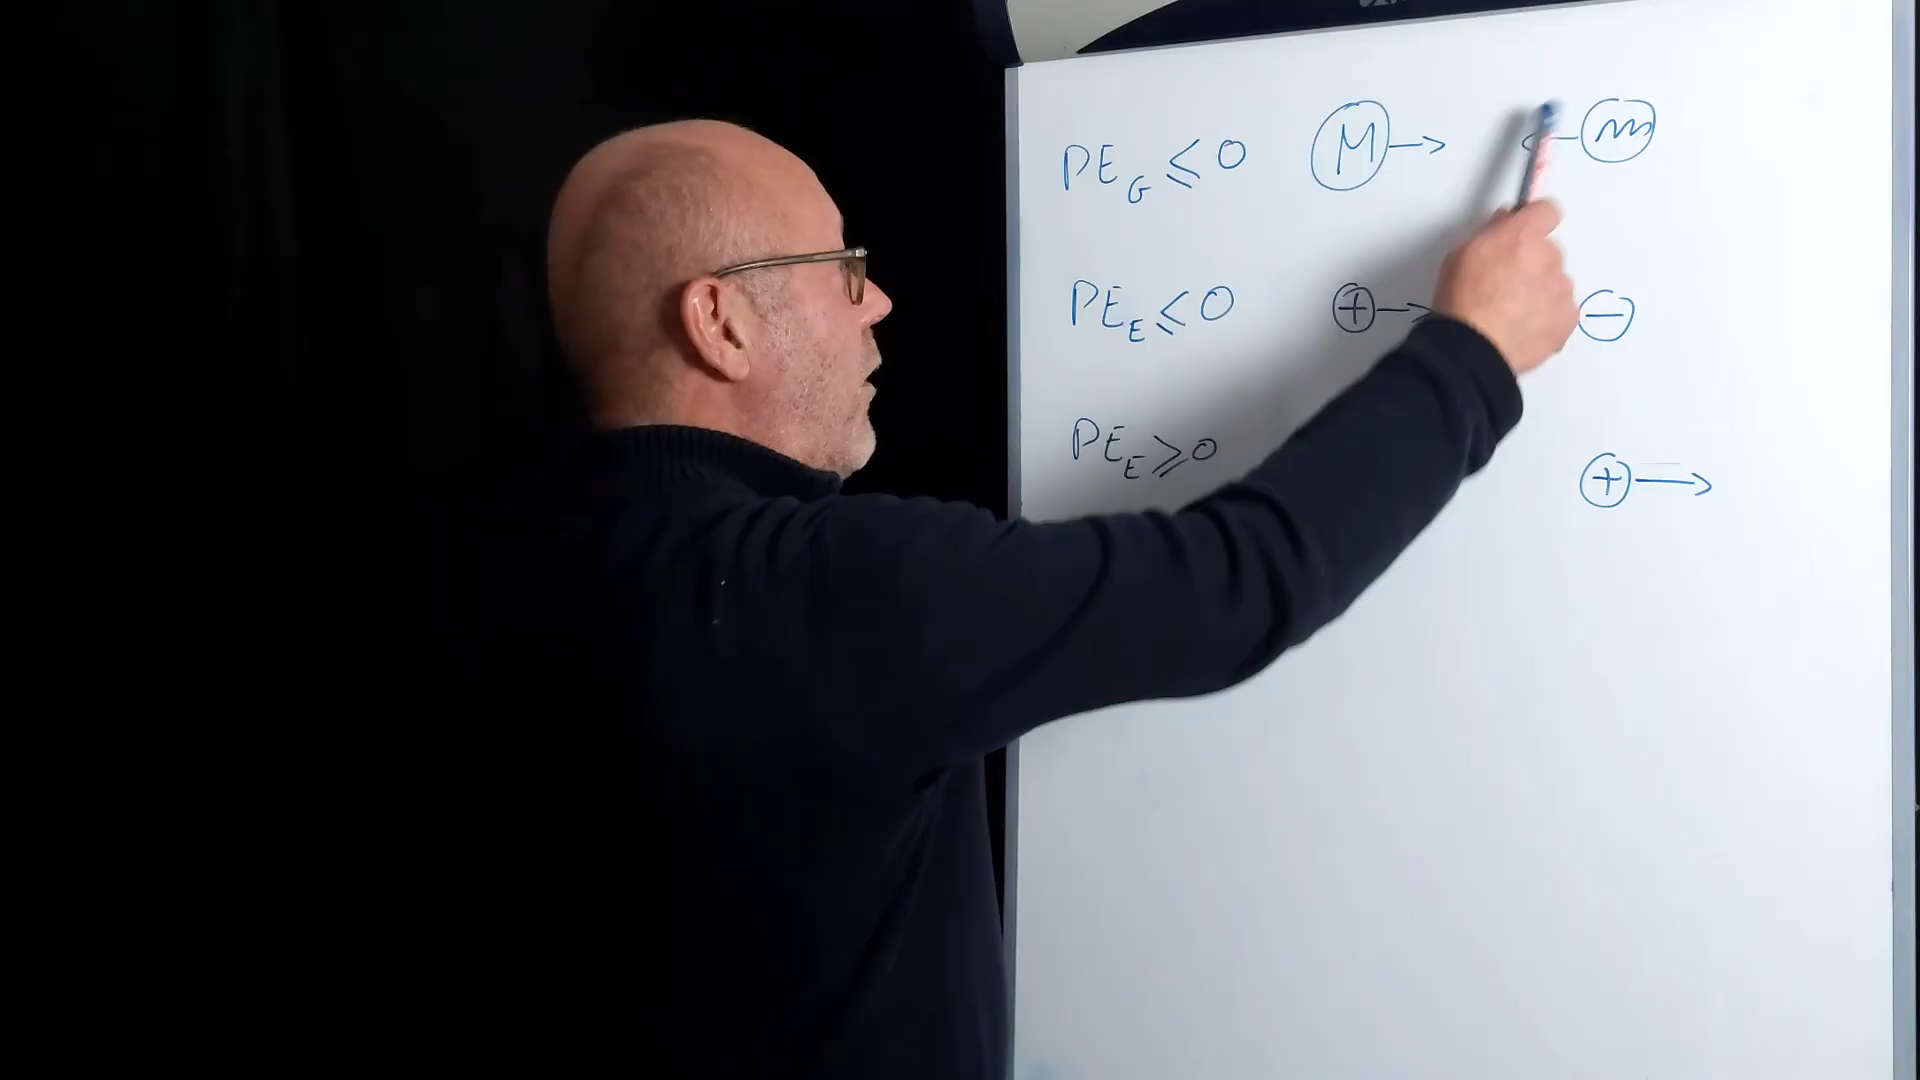 PE_G ⩽ 0 M → ← m
PE_E ⩽ 0 + → −
PE_E ⩾ 0 + →